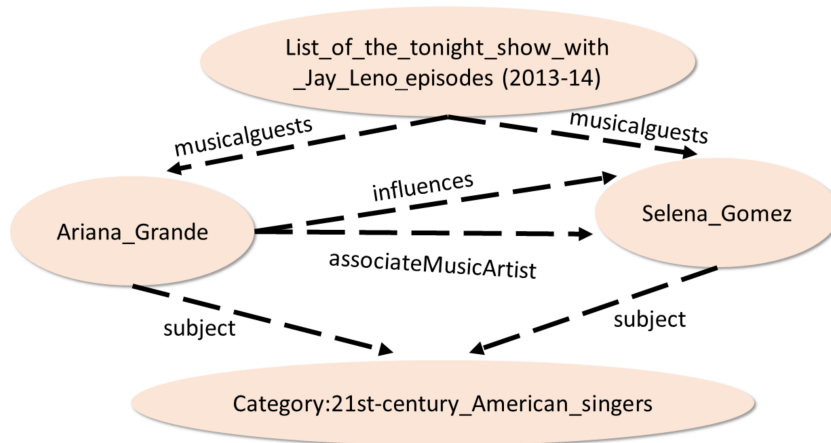 List_of_the_tonight_show_with
_Jay_Leno_episodes (2013-14)
musicalguests
musicalguests
influences
Ariana_Grande
Selena_Gomez
associateMusicArtist
subject
subject
Category:21st-century_American_singers